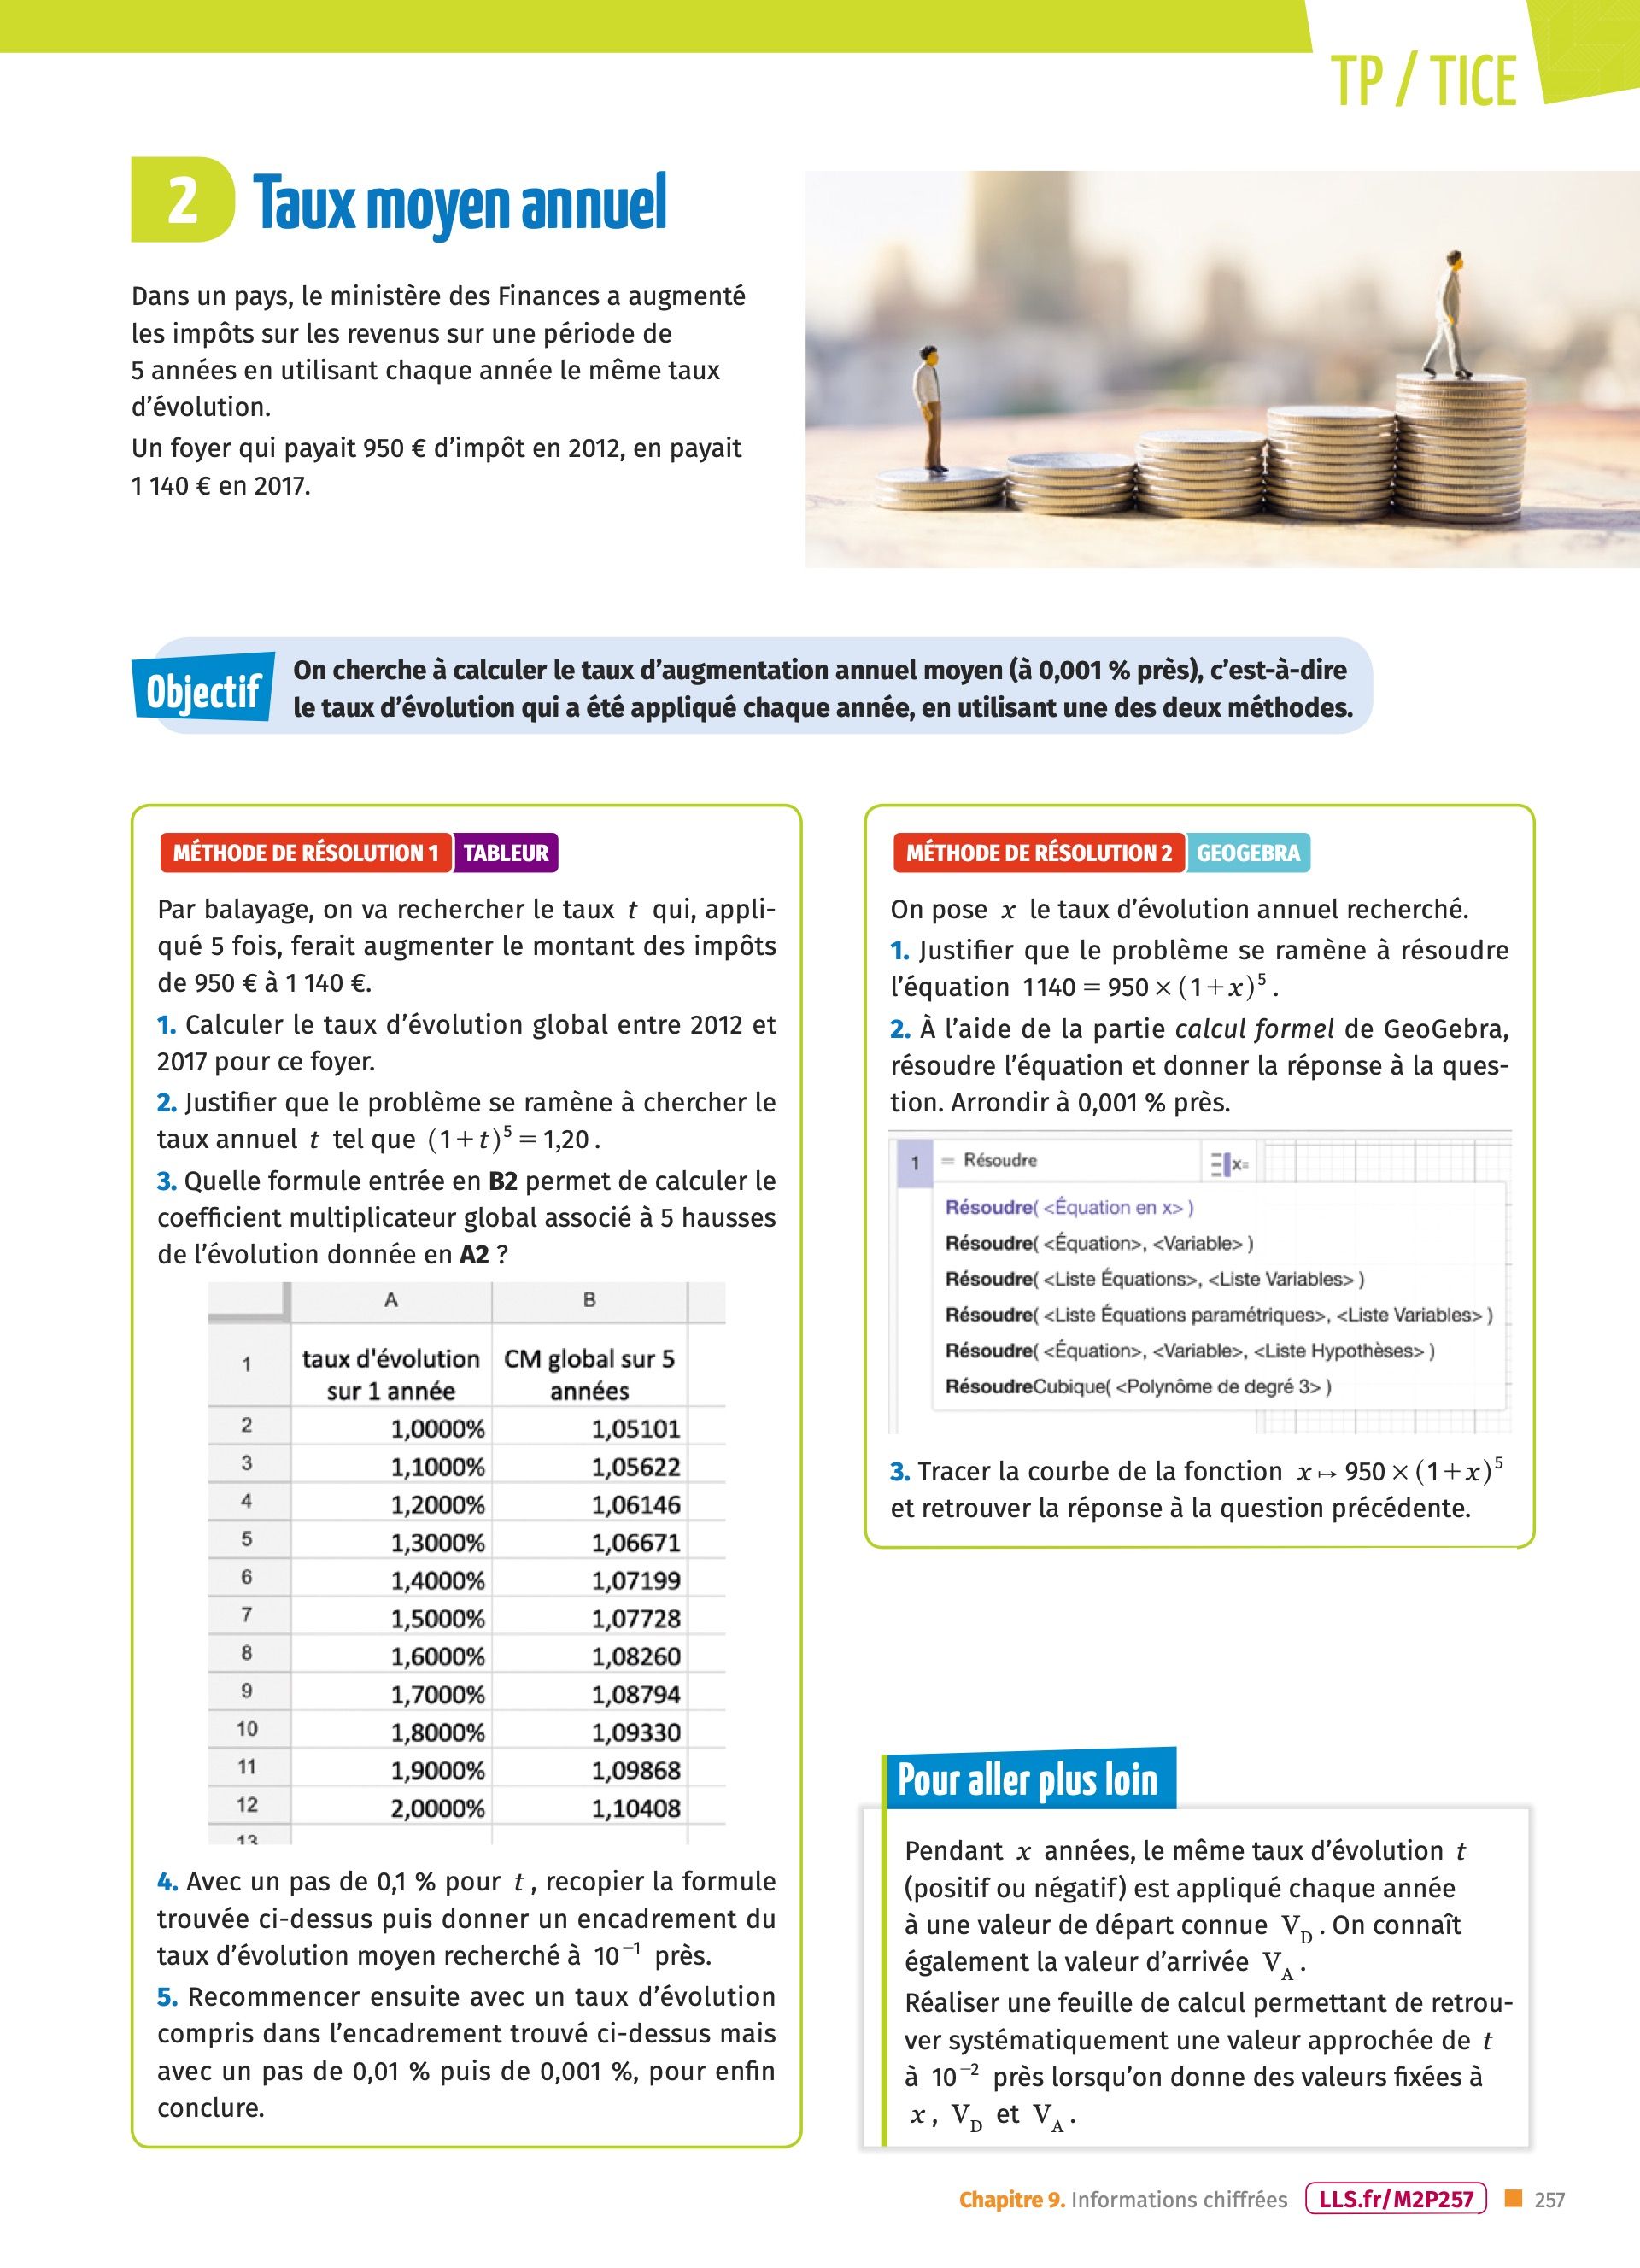 TP / TICE
2 Taux moyen annuel
Dans un pays, le ministère des Finances a augmenté
les impôts sur les revenus sur une période de
5 années en utilisant chaque année le même taux
d’évolution.
Un foyer qui payait 950 € d’impôt en 2012, en payait
1 140 € en 2017.
Objectif
On cherche à calculer le taux d’augmentation annuel moyen (à 0,001 % près), c’est-à-dire
le taux d’évolution qui a été appliqué chaque année, en utilisant une des deux méthodes.
MÉTHODE DE RÉSOLUTION 1 TABLEUR
Par balayage, on va rechercher le taux t qui, appli-
qué 5 fois, ferait augmenter le montant des impôts
de 950 € à 1 140 €.
1. Calculer le taux d’évolution global entre 2012 et
2017 pour ce foyer.
2. Justifier que le problème se ramène à chercher le
taux annuel t tel que (1+t)⁵ = 1,20.
3. Quelle formule entrée en B2 permet de calculer le
coefficient multiplicateur global associé à 5 hausses
de l’évolution donnée en A2 ?
A B
1 taux d'évolution CM global sur 5
sur 1 année années
2 1,0000% 1,05101
3 1,1000% 1,05622
4 1,2000% 1,06146
5 1,3000% 1,06671
6 1,4000% 1,07199
7 1,5000% 1,07728
8 1,6000% 1,08260
9 1,7000% 1,08794
10 1,8000% 1,09330
11 1,9000% 1,09868
12 2,0000% 1,10408
13
4. Avec un pas de 0,1 % pour t, recopier la formule
trouvée ci-dessus puis donner un encadrement du
taux d’évolution moyen recherché à 10⁻¹ près.
5. Recommencer ensuite avec un taux d’évolution
compris dans l’encadrement trouvé ci-dessus mais
avec un pas de 0,01 % puis de 0,001 %, pour enfin
conclure.
MÉTHODE DE RÉSOLUTION 2 GEOGEBRA
On pose x le taux d’évolution annuel recherché.
1. Justifier que le problème se ramène à résoudre
l’équation 1140 = 950 × (1+x)⁵.
2. À l’aide de la partie calcul formel de GeoGebra,
résoudre l’équation et donner la réponse à la ques-
tion. Arrondir à 0,001 % près.
1 = Résoudre x=
Résoudre( <Équation en x> )
Résoudre( <Équation>, <Variable> )
Résoudre( <Liste Équations>, <Liste Variables> )
Résoudre( <Liste Équations paramétriques>, <Liste Variables> )
Résoudre( <Équation>, <Variable>, <Liste Hypothèses> )
RésoudreCubique( <Polynôme de degré 3> )
3. Tracer la courbe de la fonction x ↦ 950 × (1+x)⁵
et retrouver la réponse à la question précédente.
Pour aller plus loin
Pendant x années, le même taux d’évolution t
(positif ou négatif) est appliqué chaque année
à une valeur de départ connue V_D. On connaît
également la valeur d’arrivée V_A.
Réaliser une feuille de calcul permettant de retrou-
ver systématiquement une valeur approchée de t
à 10⁻² près lorsqu’on donne des valeurs fixées à
x, V_D et V_A.
Chapitre 9. Informations chiffrées LLS.fr/M2P257 257